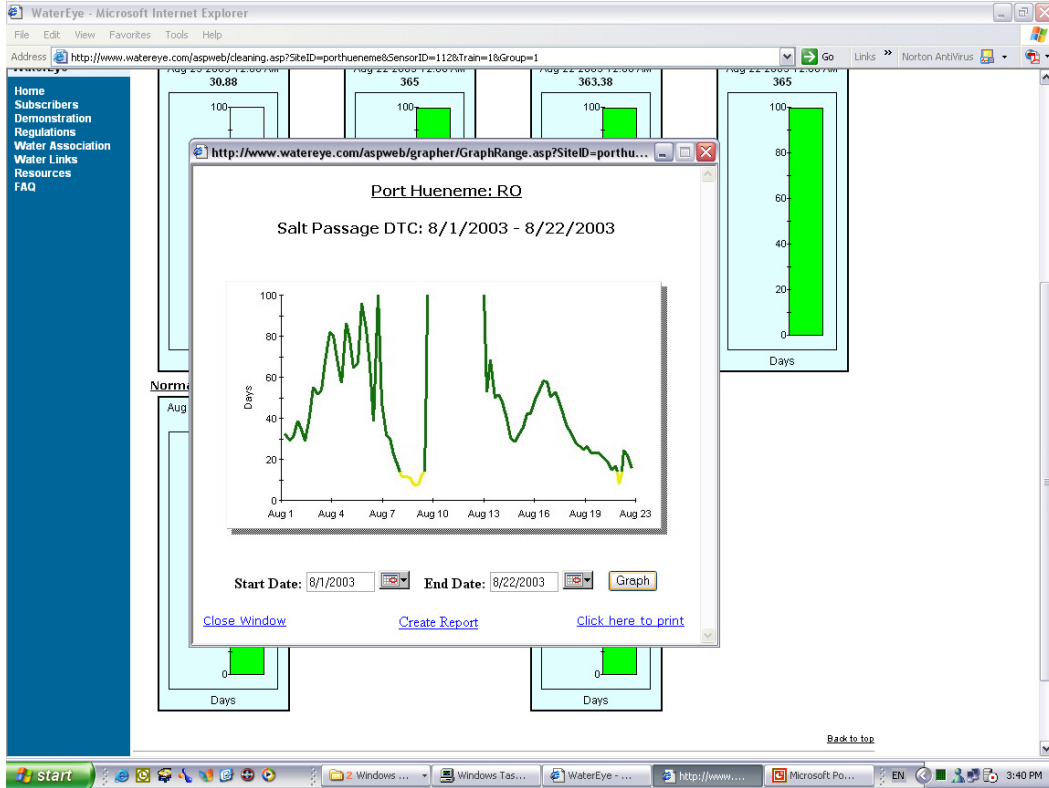 WaterEye - Microsoft Internet Explorer
File Edit View Favorites Tools Help
Address http://www.watereye.com/aspweb/cleaning.asp?SiteID=porthueneme&SensorID=112&Train=1&Group=1 Go Links » Norton AntiVirus
WaterEye
Home
Subscribers
Demonstration
Regulations
Water Association
Water Links
Resources
FAQ
30.88 365 363.38 365
100 100 100 100
80
60
40
20
0
Days
http://www.watereye.com/aspweb/grapher/GraphRange.asp?SiteID=porthu...
Port Hueneme: RO
Salt Passage DTC: 8/1/2003 - 8/22/2003
100
80
60
40
20
0
Days
Aug 1 Aug 4 Aug 7 Aug 10 Aug 13 Aug 16 Aug 19 Aug 23
Start Date: 8/1/2003 End Date: 8/22/2003 Graph
Close Window Create Report Click here to print
Norma
Aug
0 0
Days Days
Back to top
start 2 Windows ... Windows Tas... WaterEye - ... http://www.... Microsoft Po... EN 3:40 PM